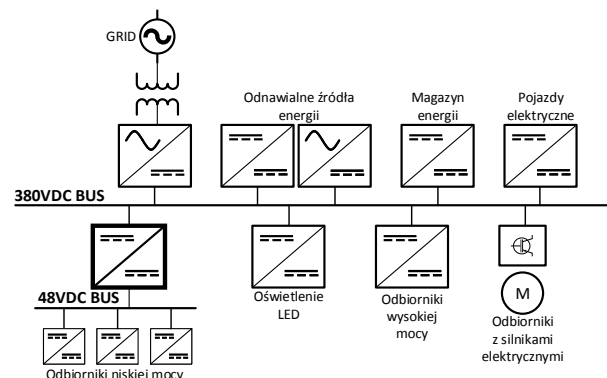 GRID
Odnawialne źródła
energii
Magazyn
energii
Pojazdy
elektryczne
380VDC BUS
48VDC BUS
Oświetlenie
LED
Odbiorniki
wysokiej
mocy
M
Odbiorniki
z silnikami
elektrycznymi
Odbiorniki niskiej mocy